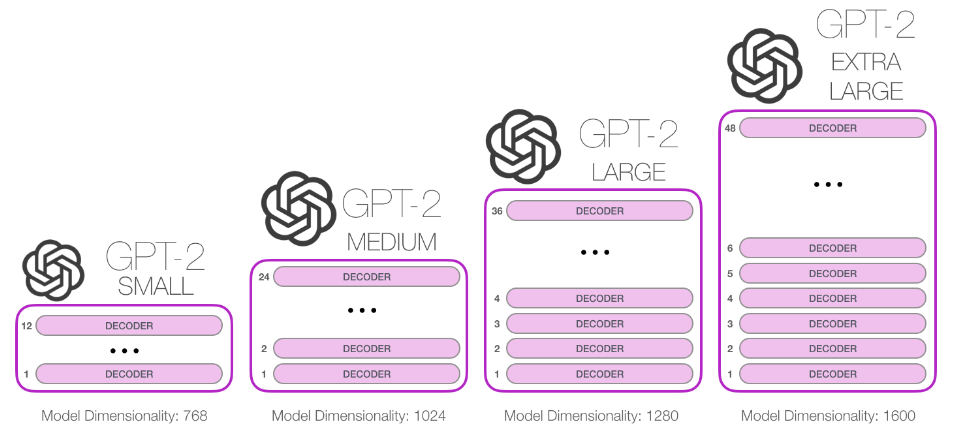 GPT-2
SMALL
12 DECODER
•••
1 DECODER
Model Dimensionality: 768
GPT-2
MEDIUM
24 DECODER
•••
2 DECODER
1 DECODER
Model Dimensionality: 1024
GPT-2
LARGE
36 DECODER
•••
4 DECODER
3 DECODER
2 DECODER
1 DECODER
Model Dimensionality: 1280
GPT-2
EXTRA
LARGE
48 DECODER
•••
6 DECODER
5 DECODER
4 DECODER
3 DECODER
2 DECODER
1 DECODER
Model Dimensionality: 1600